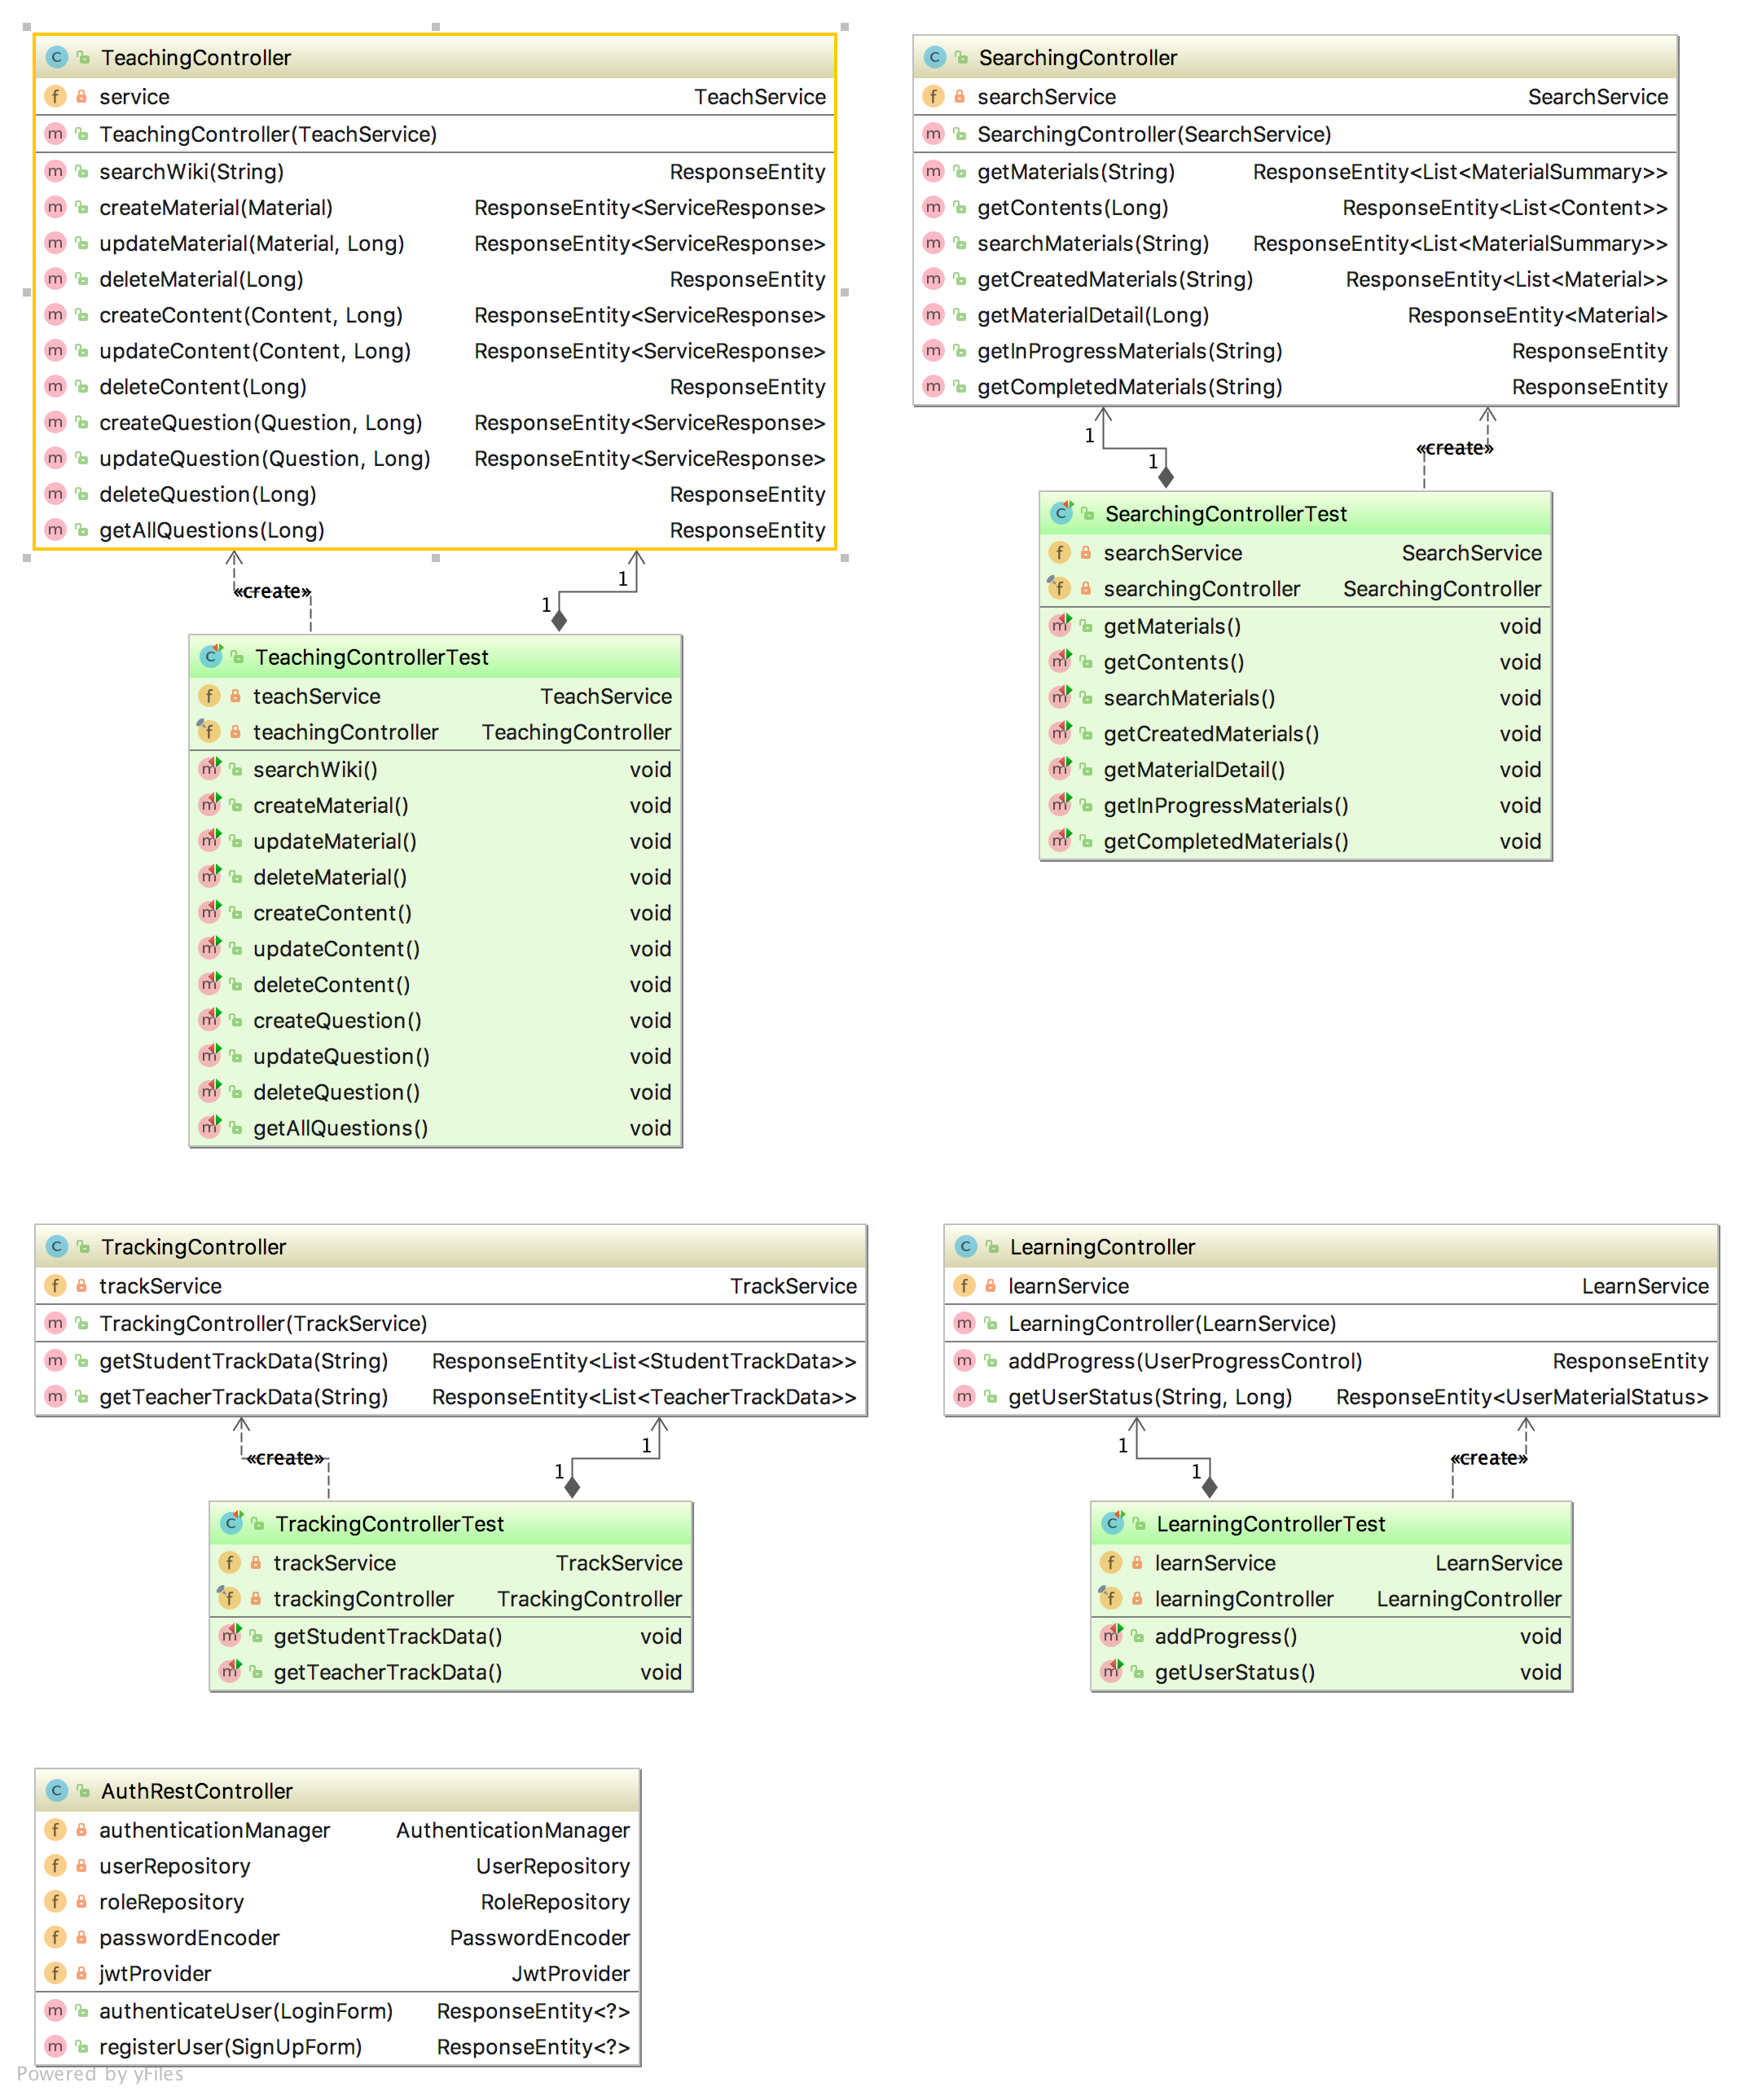 TeachingController
service TeachService
TeachingController(TeachService)
searchWiki(String) ResponseEntity
createMaterial(Material) ResponseEntity<ServiceResponse>
updateMaterial(Material, Long) ResponseEntity<ServiceResponse>
deleteMaterial(Long) ResponseEntity
createContent(Content, Long) ResponseEntity<ServiceResponse>
updateContent(Content, Long) ResponseEntity<ServiceResponse>
deleteContent(Long) ResponseEntity
createQuestion(Question, Long) ResponseEntity<ServiceResponse>
updateQuestion(Question, Long) ResponseEntity<ServiceResponse>
deleteQuestion(Long) ResponseEntity
getAllQuestions(Long) ResponseEntity
«create»
1
1
TeachingControllerTest
teachService TeachService
teachingController TeachingController
searchWiki() void
createMaterial() void
updateMaterial() void
deleteMaterial() void
createContent() void
updateContent() void
deleteContent() void
createQuestion() void
updateQuestion() void
deleteQuestion() void
getAllQuestions() void
SearchingController
searchService SearchService
SearchingController(SearchService)
getMaterials(String) ResponseEntity<List<MaterialSummary>>
getContents(Long) ResponseEntity<List<Content>>
searchMaterials(String) ResponseEntity<List<MaterialSummary>>
getCreatedMaterials(String) ResponseEntity<List<Material>>
getMaterialDetail(Long) ResponseEntity<Material>
getInProgressMaterials(String) ResponseEntity
getCompletedMaterials(String) ResponseEntity
1
1
«create»
SearchingControllerTest
searchService SearchService
searchingController SearchingController
getMaterials() void
getContents() void
searchMaterials() void
getCreatedMaterials() void
getMaterialDetail() void
getInProgressMaterials() void
getCompletedMaterials() void
TrackingController
trackService TrackService
TrackingController(TrackService)
getStudentTrackData(String) ResponseEntity<List<StudentTrackData>>
getTeacherTrackData(String) ResponseEntity<List<TeacherTrackData>>
«create»
1
1
TrackingControllerTest
trackService TrackService
trackingController TrackingController
getStudentTrackData() void
getTeacherTrackData() void
LearningController
learnService LearnService
LearningController(LearnService)
addProgress(UserProgressControl) ResponseEntity
getUserStatus(String, Long) ResponseEntity<UserMaterialStatus>
1
1
«create»
LearningControllerTest
learnService LearnService
learningController LearningController
addProgress() void
getUserStatus() void
AuthRestController
authenticationManager AuthenticationManager
userRepository UserRepository
roleRepository RoleRepository
passwordEncoder PasswordEncoder
jwtProvider JwtProvider
authenticateUser(LoginForm) ResponseEntity<?>
registerUser(SignUpForm) ResponseEntity<?>
Powered by yFiles